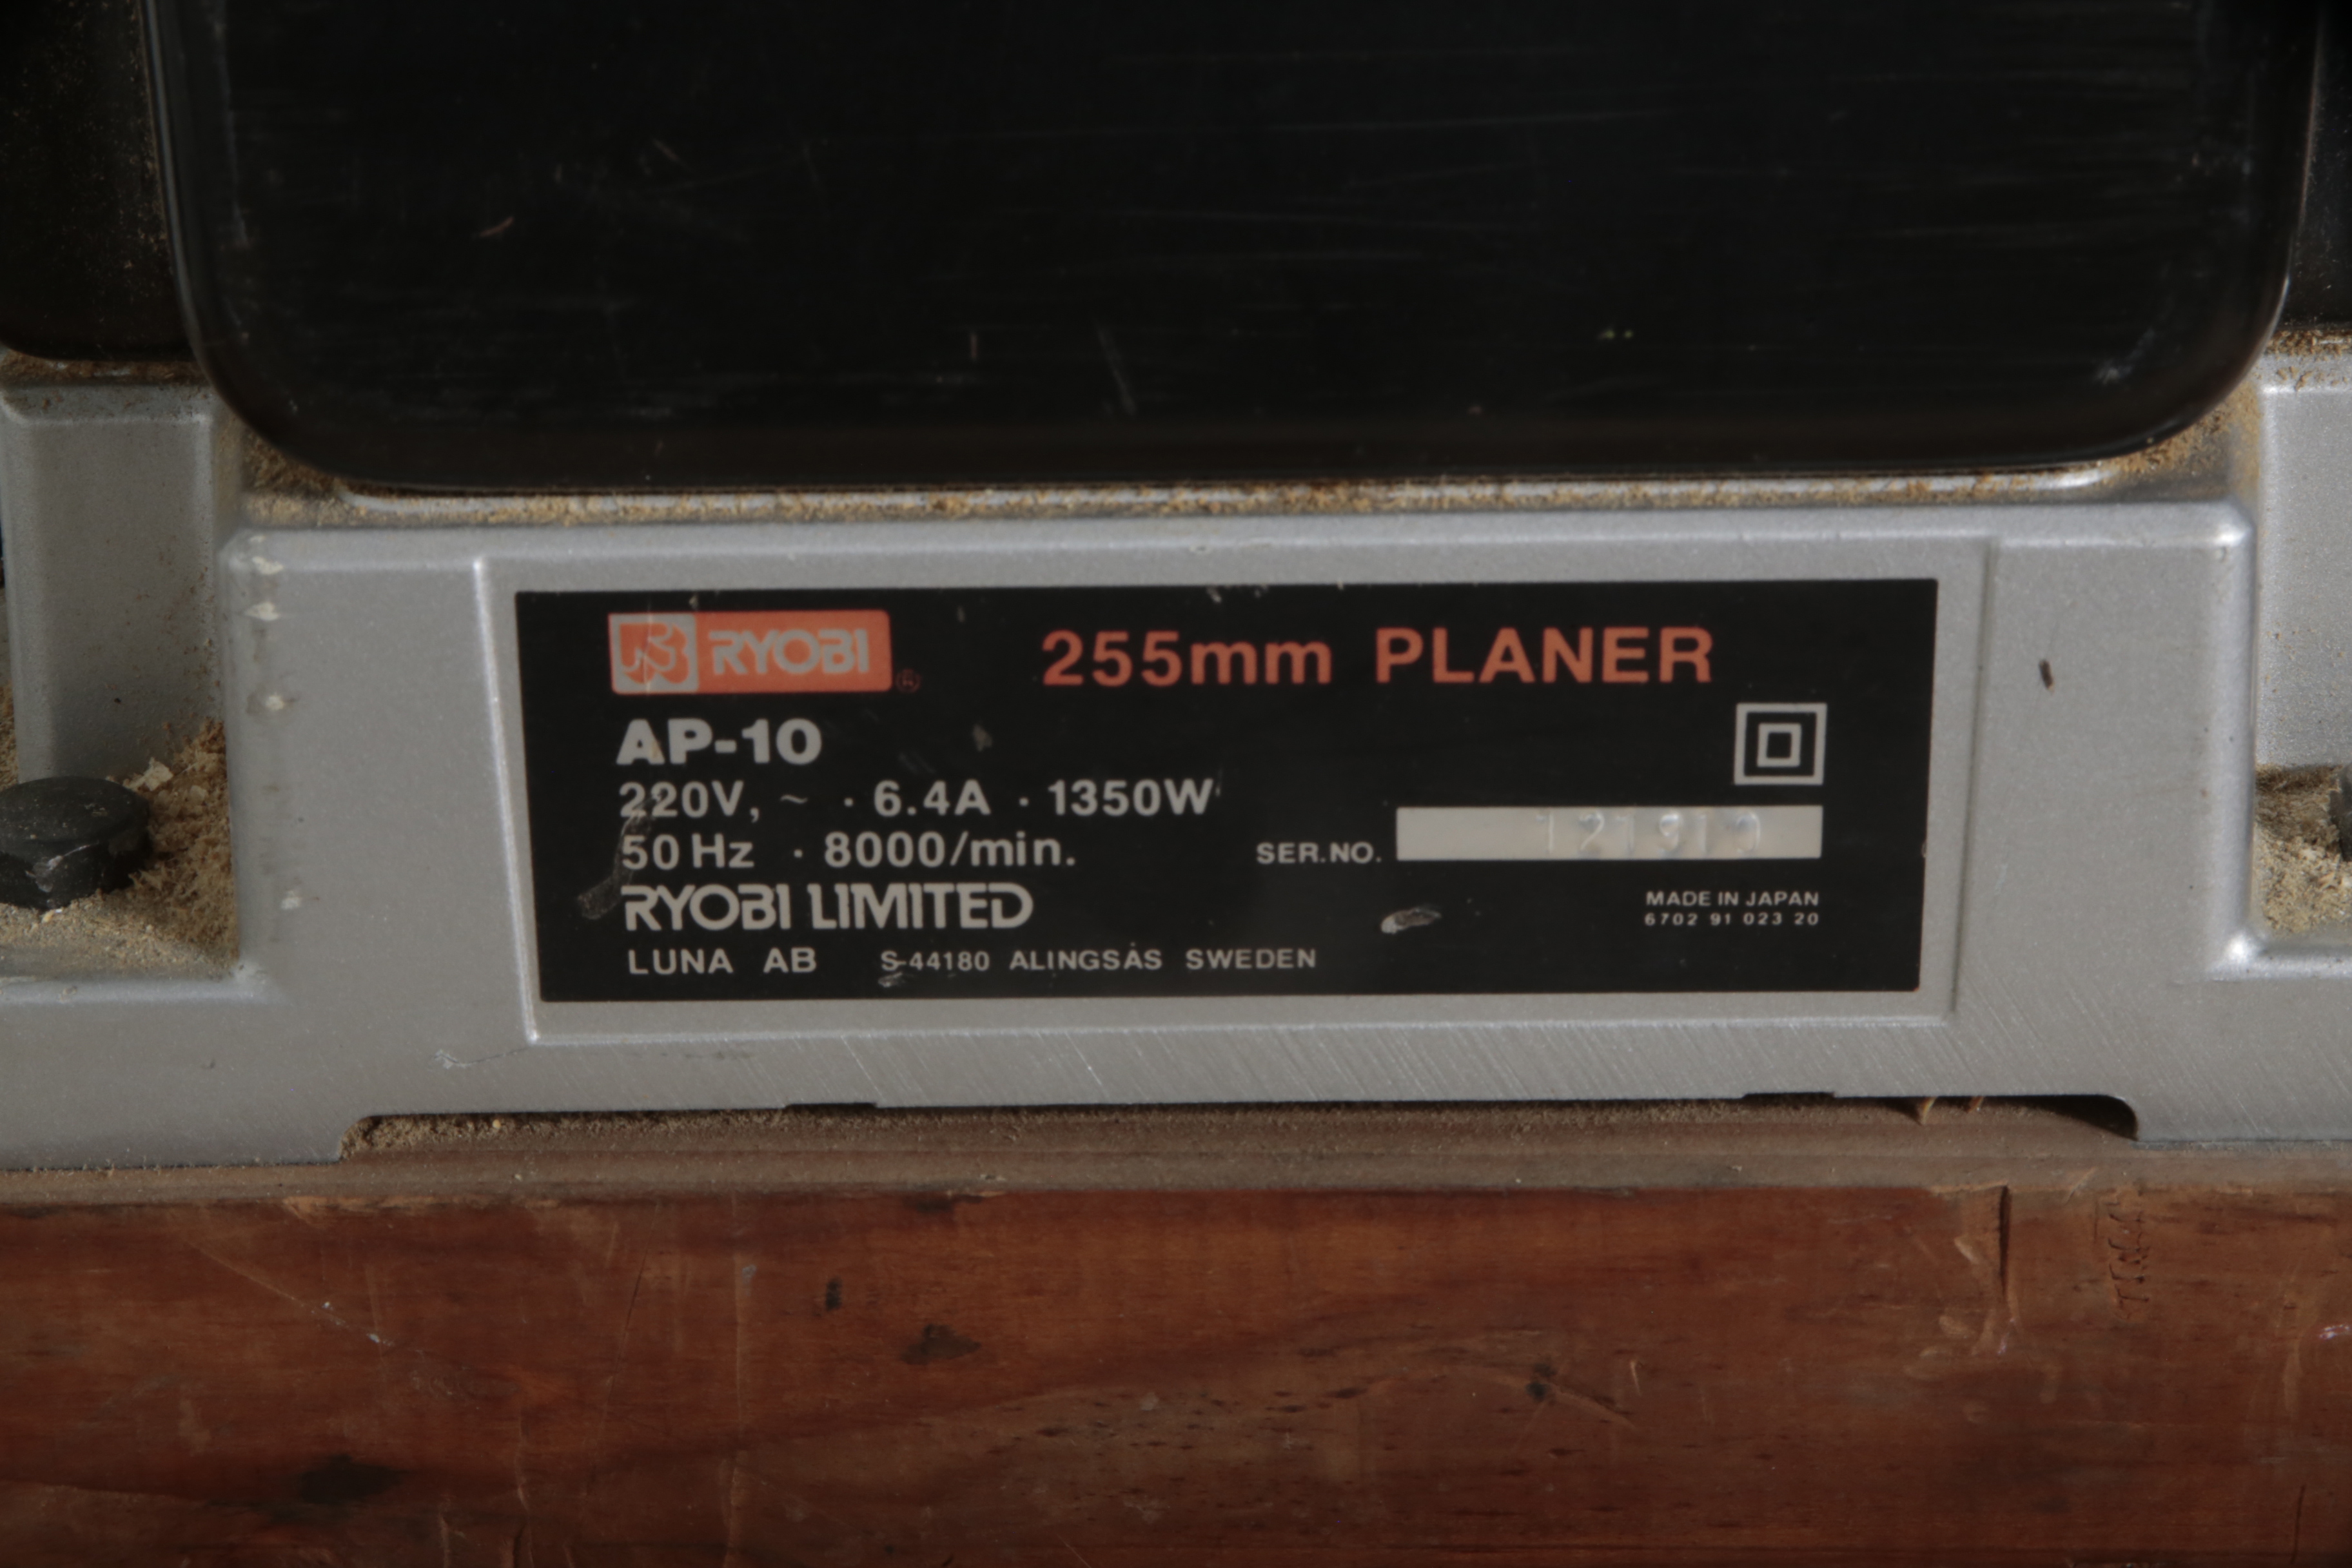 RYOBI ® 255mm PLANER
AP-10
220V, ~ · 6.4A · 1350W
50 Hz · 8000/min.
SER.NO.
RYOBI LIMITED
MADE IN JAPAN
6702 91 023 20
LUNA AB S-44180 ALINGSÅS SWEDEN